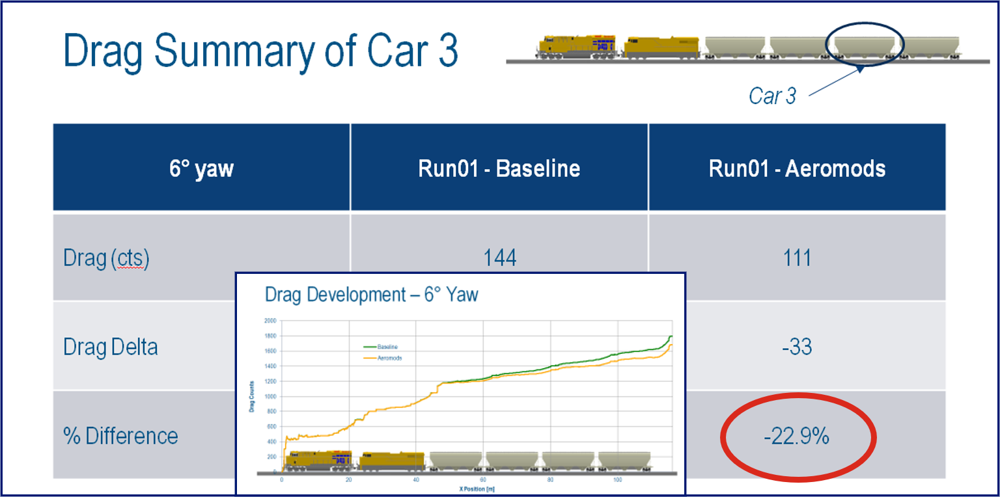 Drag Summary of Car 3
Car 3
6° yaw
Run01 - Baseline
Run01 - Aeromods
Drag (cts)
144
111
Drag Delta
-33
% Difference
-22.9%
Drag Development – 6° Yaw
2000
1800
1600
1400
1200
1000
800
600
400
200
0
Baseline
Aeromods
Drag Counts
0
20
40
60
80
100
X Position [m]